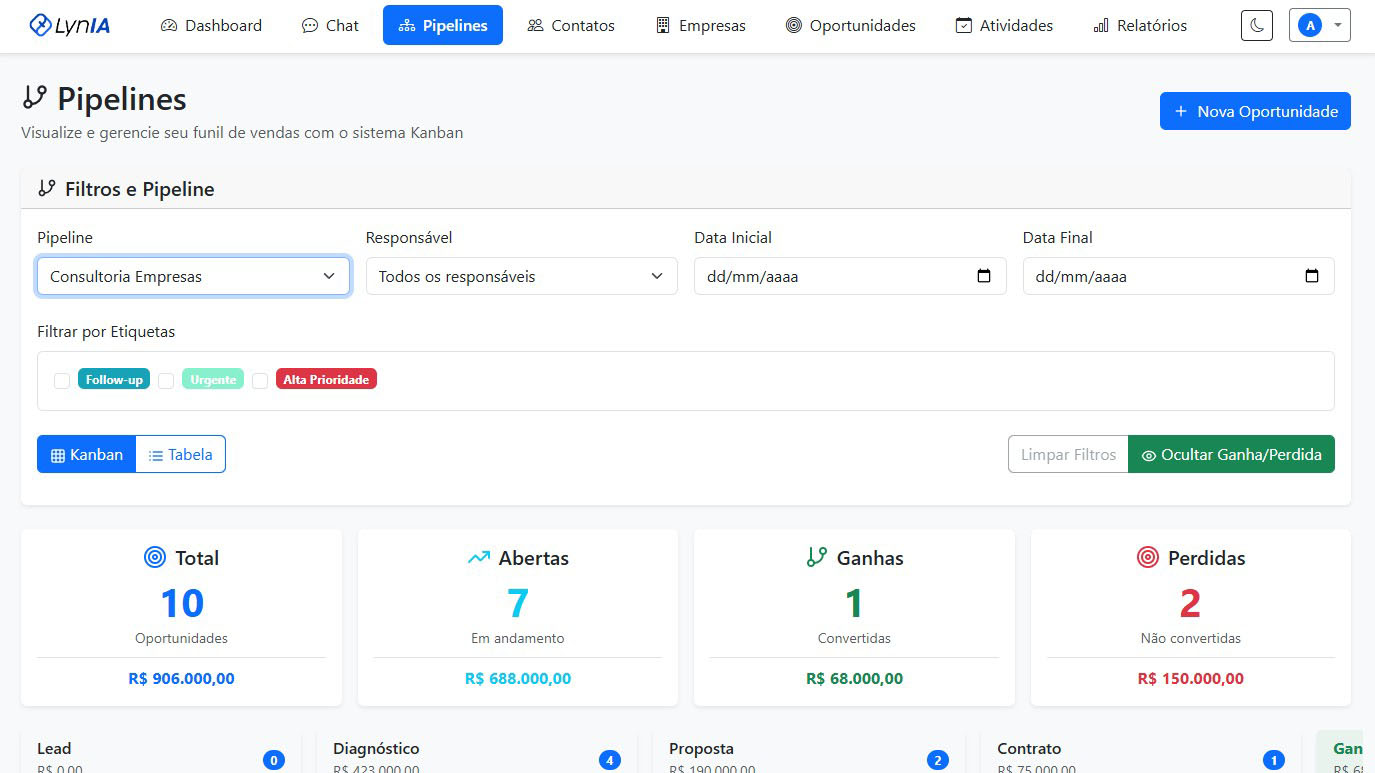 LynIA Dashboard Chat Pipelines Contatos Empresas Oportunidades Atividades Relatórios A
Pipelines
Visualize e gerencie seu funil de vendas com o sistema Kanban
+ Nova Oportunidade
Filtros e Pipeline
Pipeline Responsável Data Inicial Data Final
Consultoria Empresas Todos os responsáveis dd/mm/aaaa dd/mm/aaaa
Filtrar por Etiquetas
Follow-up Urgente Alta Prioridade
Kanban Tabela Limpar Filtros Ocultar Ganha/Perdida
Total Abertas Ganhas Perdidas
10 7 1 2
Oportunidades Em andamento Convertidas Não convertidas
R$ 906.000,00 R$ 688.000,00 R$ 68.000,00 R$ 150.000,00
Lead 0 Diagnóstico 4 Proposta 2 Contrato 1 Gan
R$ 0,00 R$ 423.000,00 R$ 190.000,00 R$ 75.000,00 R$ 68